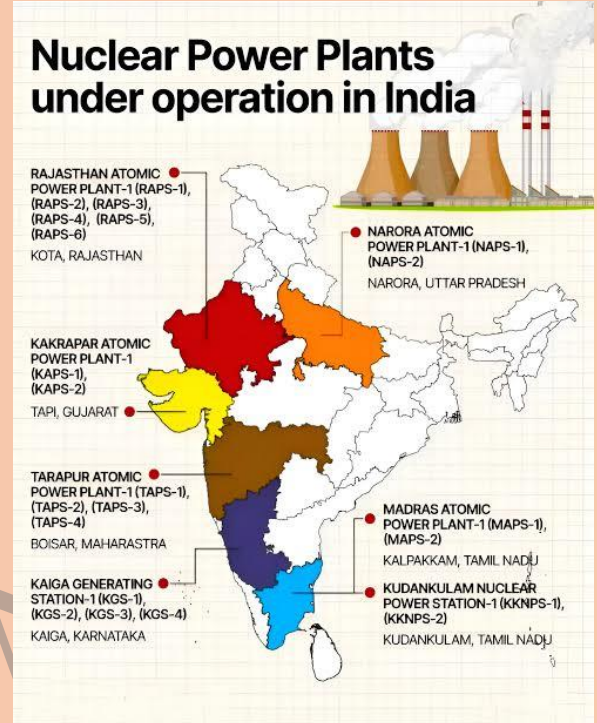 Nuclear Power Plants
under operation in India
RAJASTHAN ATOMIC
POWER PLANT-1 (RAPS-1),
(RAPS-2), (RAPS-3),
(RAPS-4), (RAPS-5),
(RAPS-6)
KOTA, RAJASTHAN
NARORA ATOMIC
POWER PLANT-1 (NAPS-1),
(NAPS-2)
NARORA, UTTAR PRADESH
KAKRAPAR ATOMIC
POWER PLANT-1
(KAPS-1),
(KAPS-2)
TAPI, GUJARAT
TARAPUR ATOMIC
POWER PLANT-1 (TAPS-1),
(TAPS-2), (TAPS-3),
(TAPS-4)
BOISAR, MAHARASTRA
MADRAS ATOMIC
POWER PLANT-1 (MAPS-1),
(MAPS-2)
KALPAKKAM, TAMIL NADU
KAIGA GENERATING
STATION-1 (KGS-1),
(KGS-2), (KGS-3), (KGS-4)
KAIGA, KARNATAKA
KUDANKULAM NUCLEAR
POWER STATION-1 (KKNPS-1),
(KKNPS-2)
KUDANKULAM, TAMIL NADU